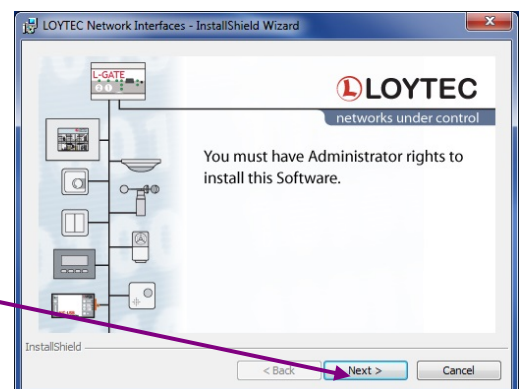 LOYTEC Network Interfaces - InstallShield Wizard
L-GATE
LOYTEC
networks under control
You must have Administrator rights to
install this Software.
InstallShield
< Back
Next >
Cancel